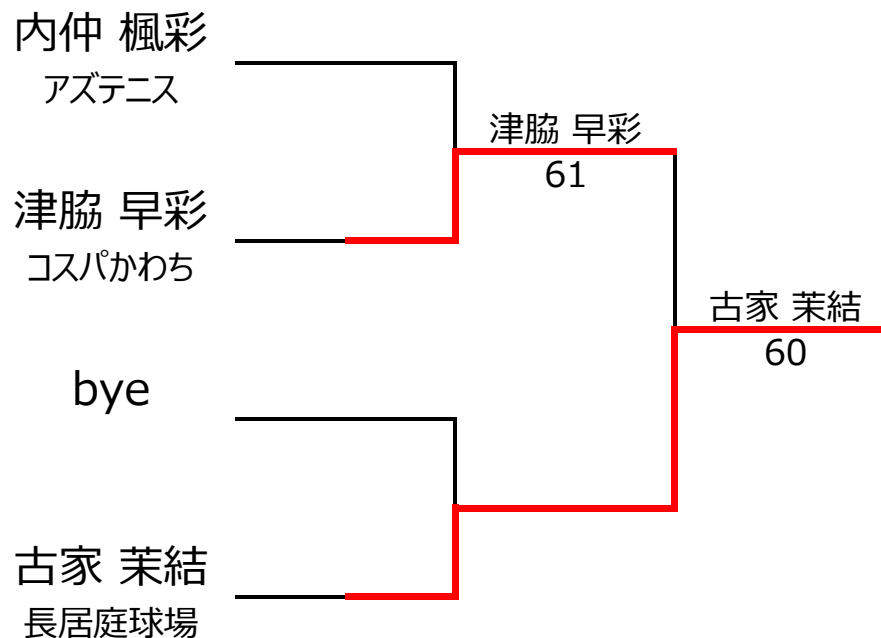 内仲 楓彩
アズテニス
津脇 早彩
61
津脇 早彩
コスパかわち
古家 茉結
60
bye
古家 茉結
長居庭球場